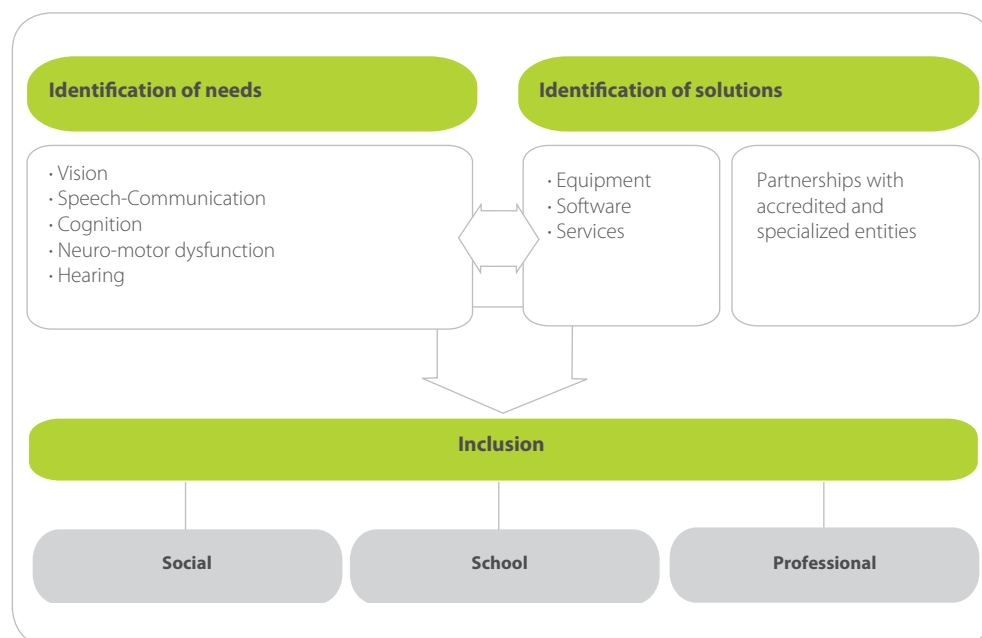 Identification of needs
Identification of solutions
· Vision
· Speech-Communication
· Cognition
· Neuro-motor dysfunction
· Hearing
· Equipment
· Software
· Services
Partnerships with
accredited and
specialized entities
Inclusion
Social
School
Professional